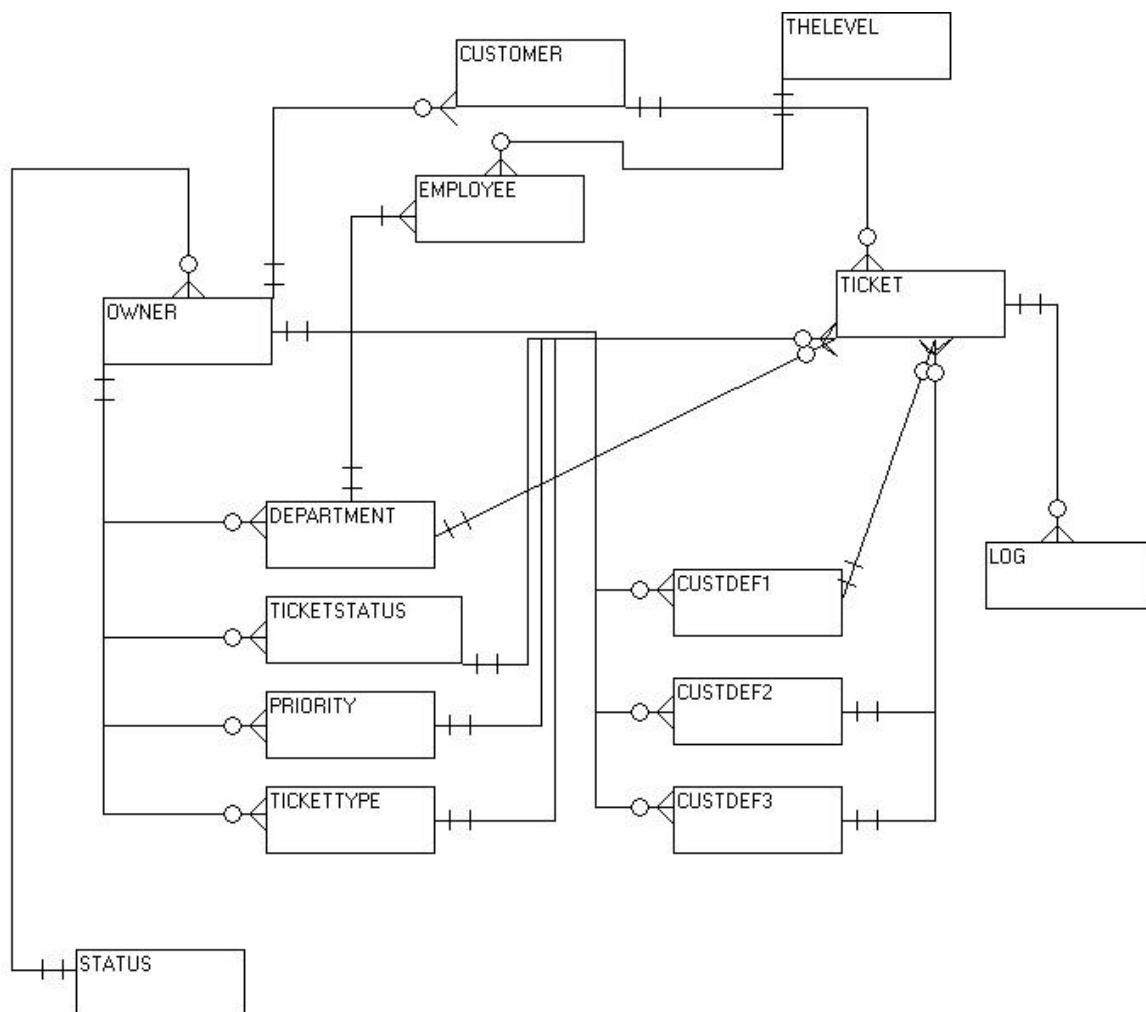 THELEVEL
CUSTOMER
EMPLOYEE
TICKET
OWNER
DEPARTMENT
LOG
CUSTDEF1
TICKETSTATUS
CUSTDEF2
PRIORITY
CUSTDEF3
TICKETTYPE
STATUS